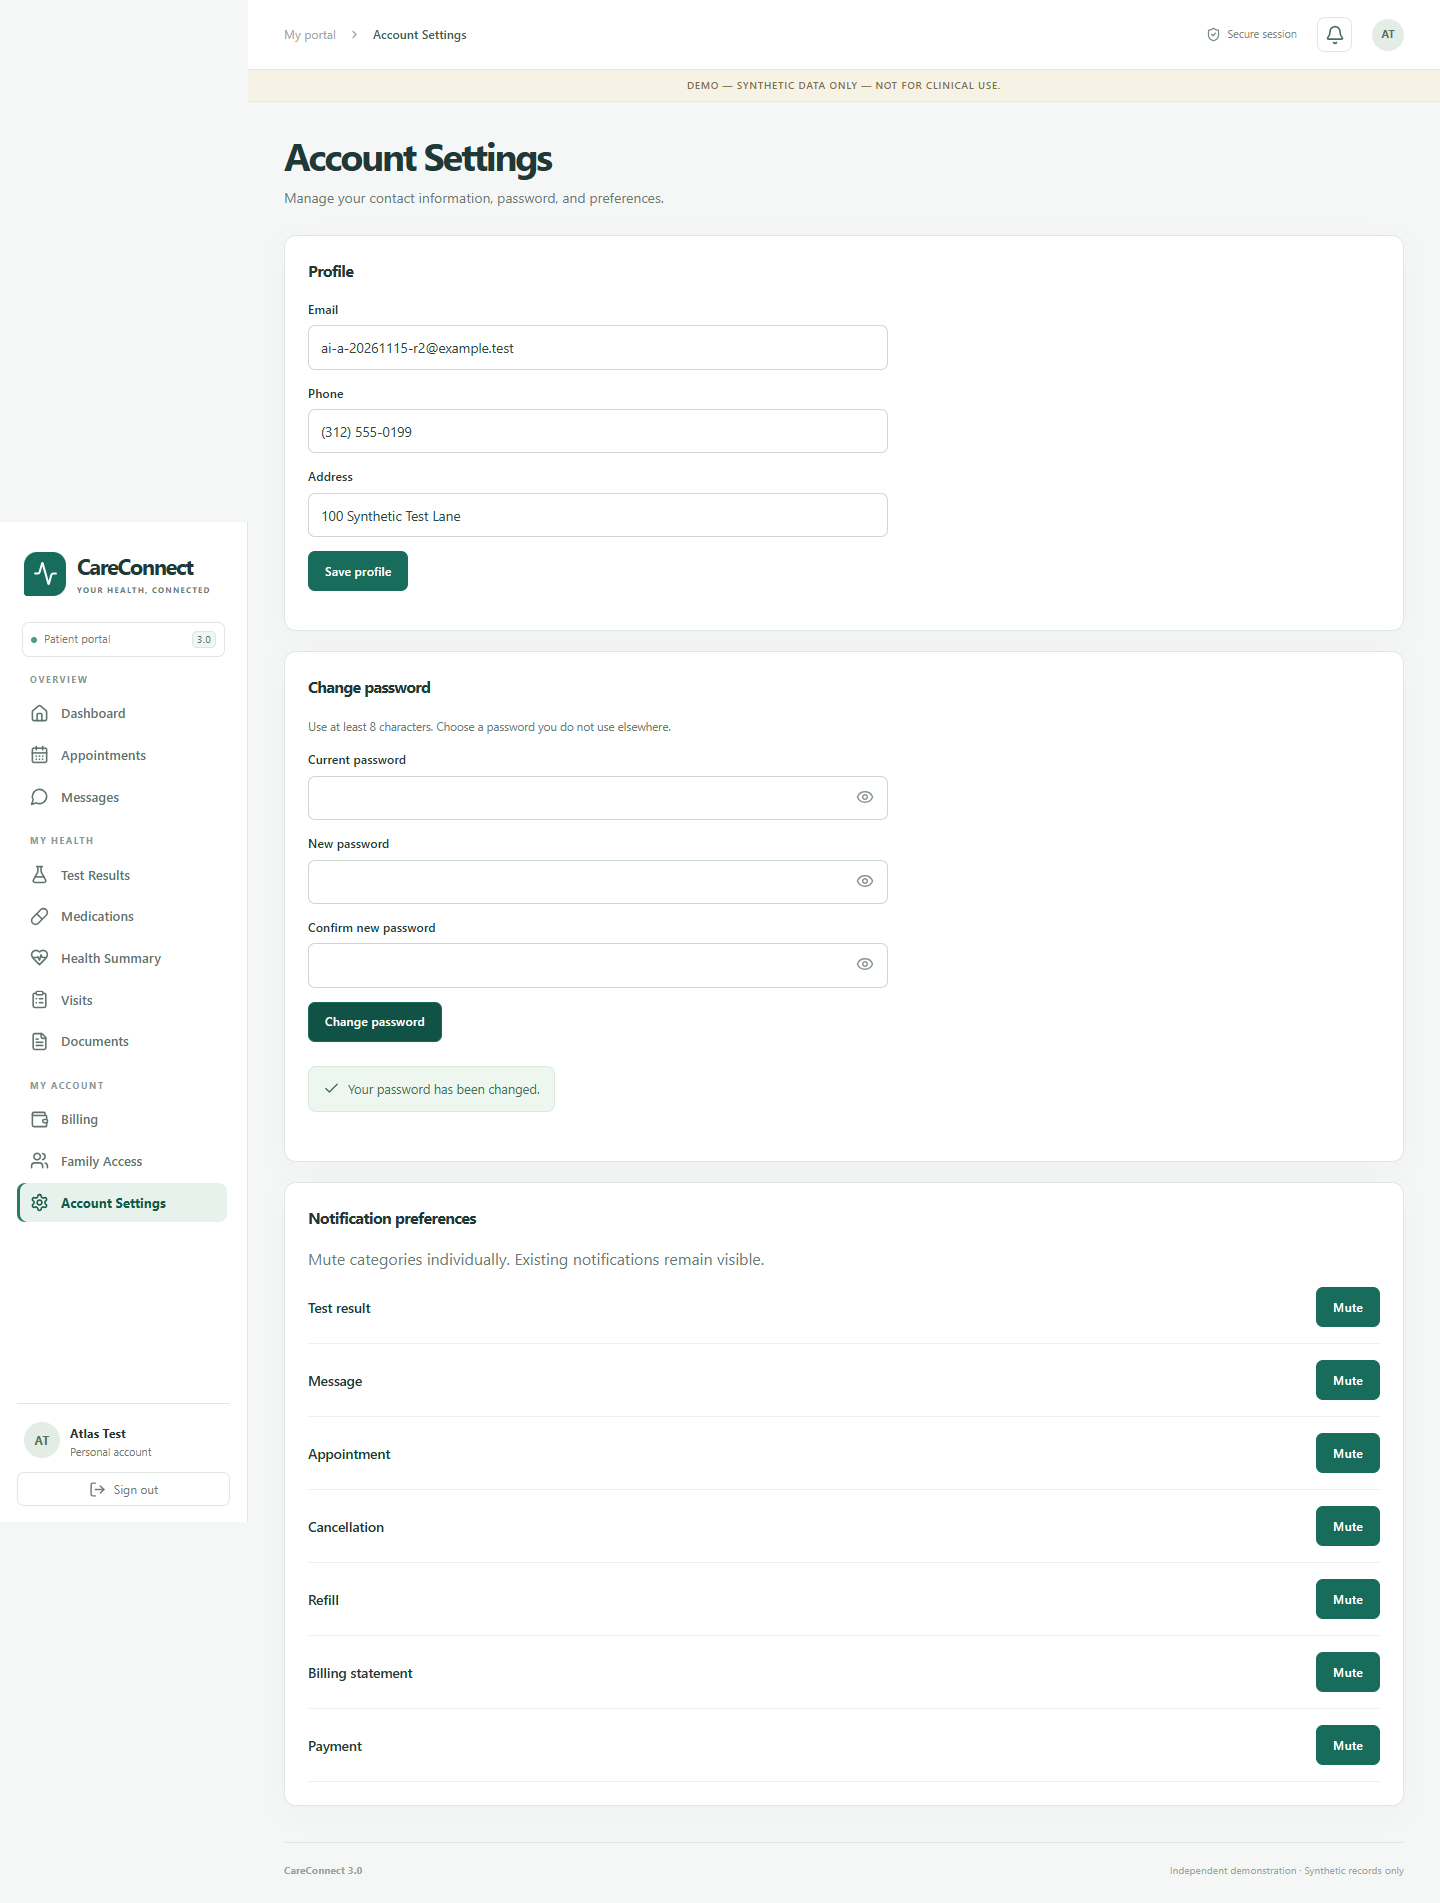 My portal
Account Settings
Secure session
AT
DEMO — SYNTHETIC DATA ONLY — NOT FOR CLINICAL USE.
Account Settings
Manage your contact information, password, and preferences.
Profile
Email
ai-a-20261115-r2@example.test
Phone
(312) 555-0199
Address
100 Synthetic Test Lane
Save profile
CareConnect
YOUR HEALTH, CONNECTED
Patient portal
3.0
OVERVIEW
Dashboard
Appointments
Messages
MY HEALTH
Test Results
Medications
Health Summary
Visits
Documents
MY ACCOUNT
Billing
Family Access
Account Settings
AT
Atlas Test
Personal account
Sign out
Change password
Use at least 8 characters. Choose a password you do not use elsewhere.
Current password
New password
Confirm new password
Change password
Your password has been changed.
Notification preferences
Mute categories individually. Existing notifications remain visible.
Test result
Mute
Message
Mute
Appointment
Mute
Cancellation
Mute
Refill
Mute
Billing statement
Mute
Payment
Mute
CareConnect 3.0
Independent demonstration · Synthetic records only